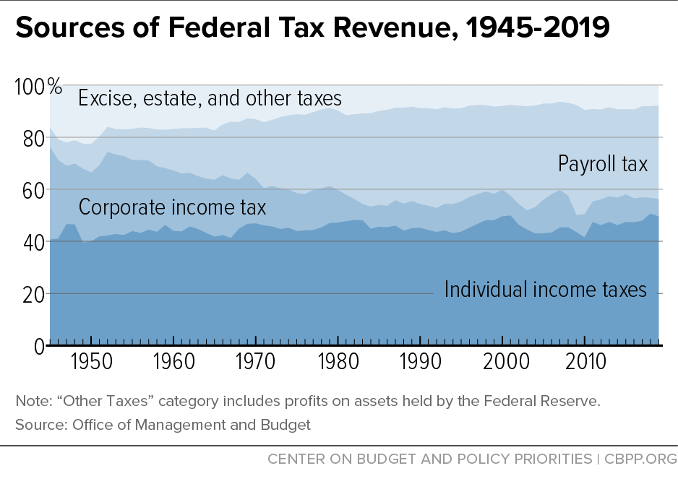 Sources of Federal Tax Revenue, 1945-2019
100%
Excise, estate, and other taxes
80
Payroll tax
60
Corporate income tax
40
20
Individual income taxes
0
1950 1960 1970 1980 1990 2000 2010
Note: “Other Taxes” category includes profits on assets held by the Federal Reserve.
Source: Office of Management and Budget
CENTER ON BUDGET AND POLICY PRIORITIES | CBPP.ORG